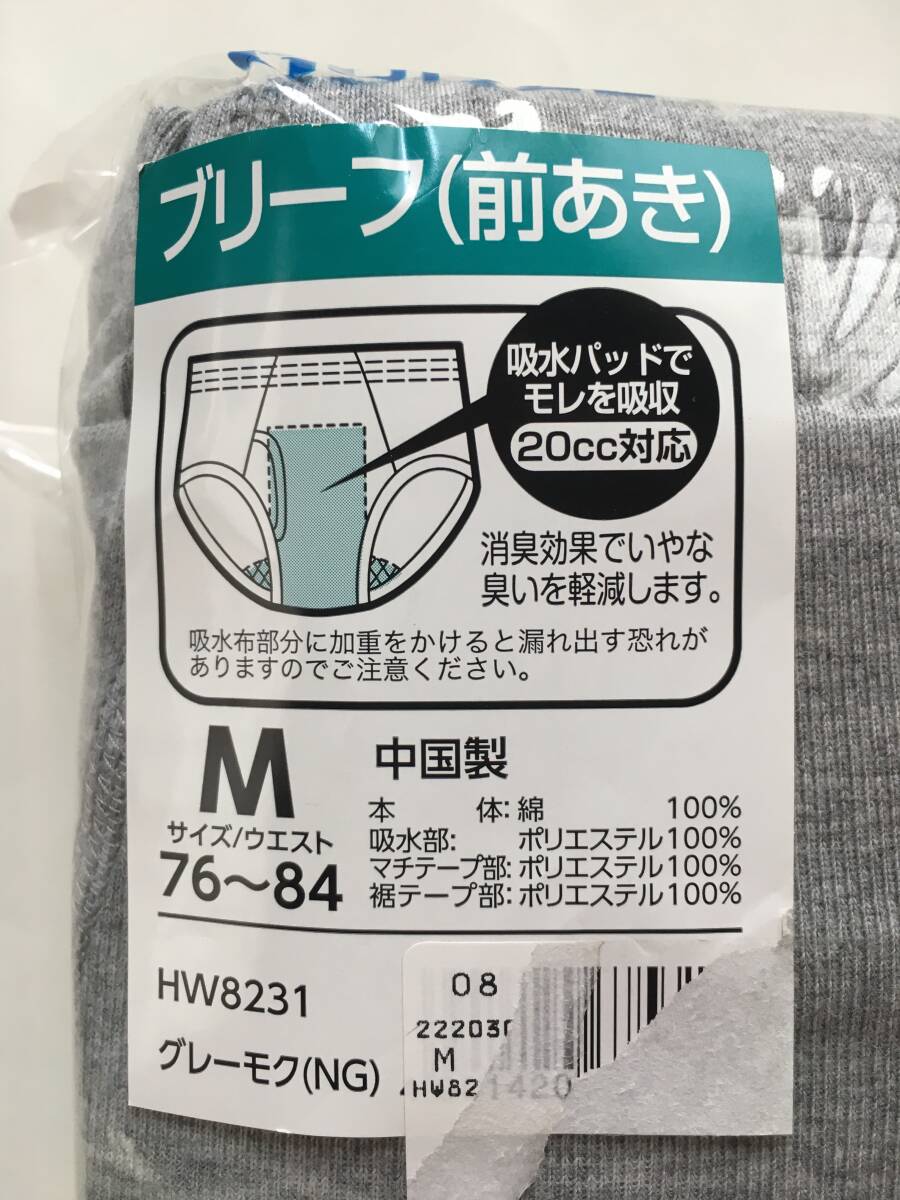 ブリーフ(前あき)
吸水パッドで
モレを吸収
20cc対応
消臭効果でいやな
臭いを軽減します。
吸水布部分に加重をかけると漏れ出す恐れが
ありますのでご注意ください。
M
サイズ/ウエスト
76〜84
中国製
本 体:綿 100%
吸水部: ポリエステル100%
マチテープ部:ポリエステル100%
裾テープ部:ポリエステル100%
HW8231
グレーモク(NG)
08
22203
M
HW82
1420